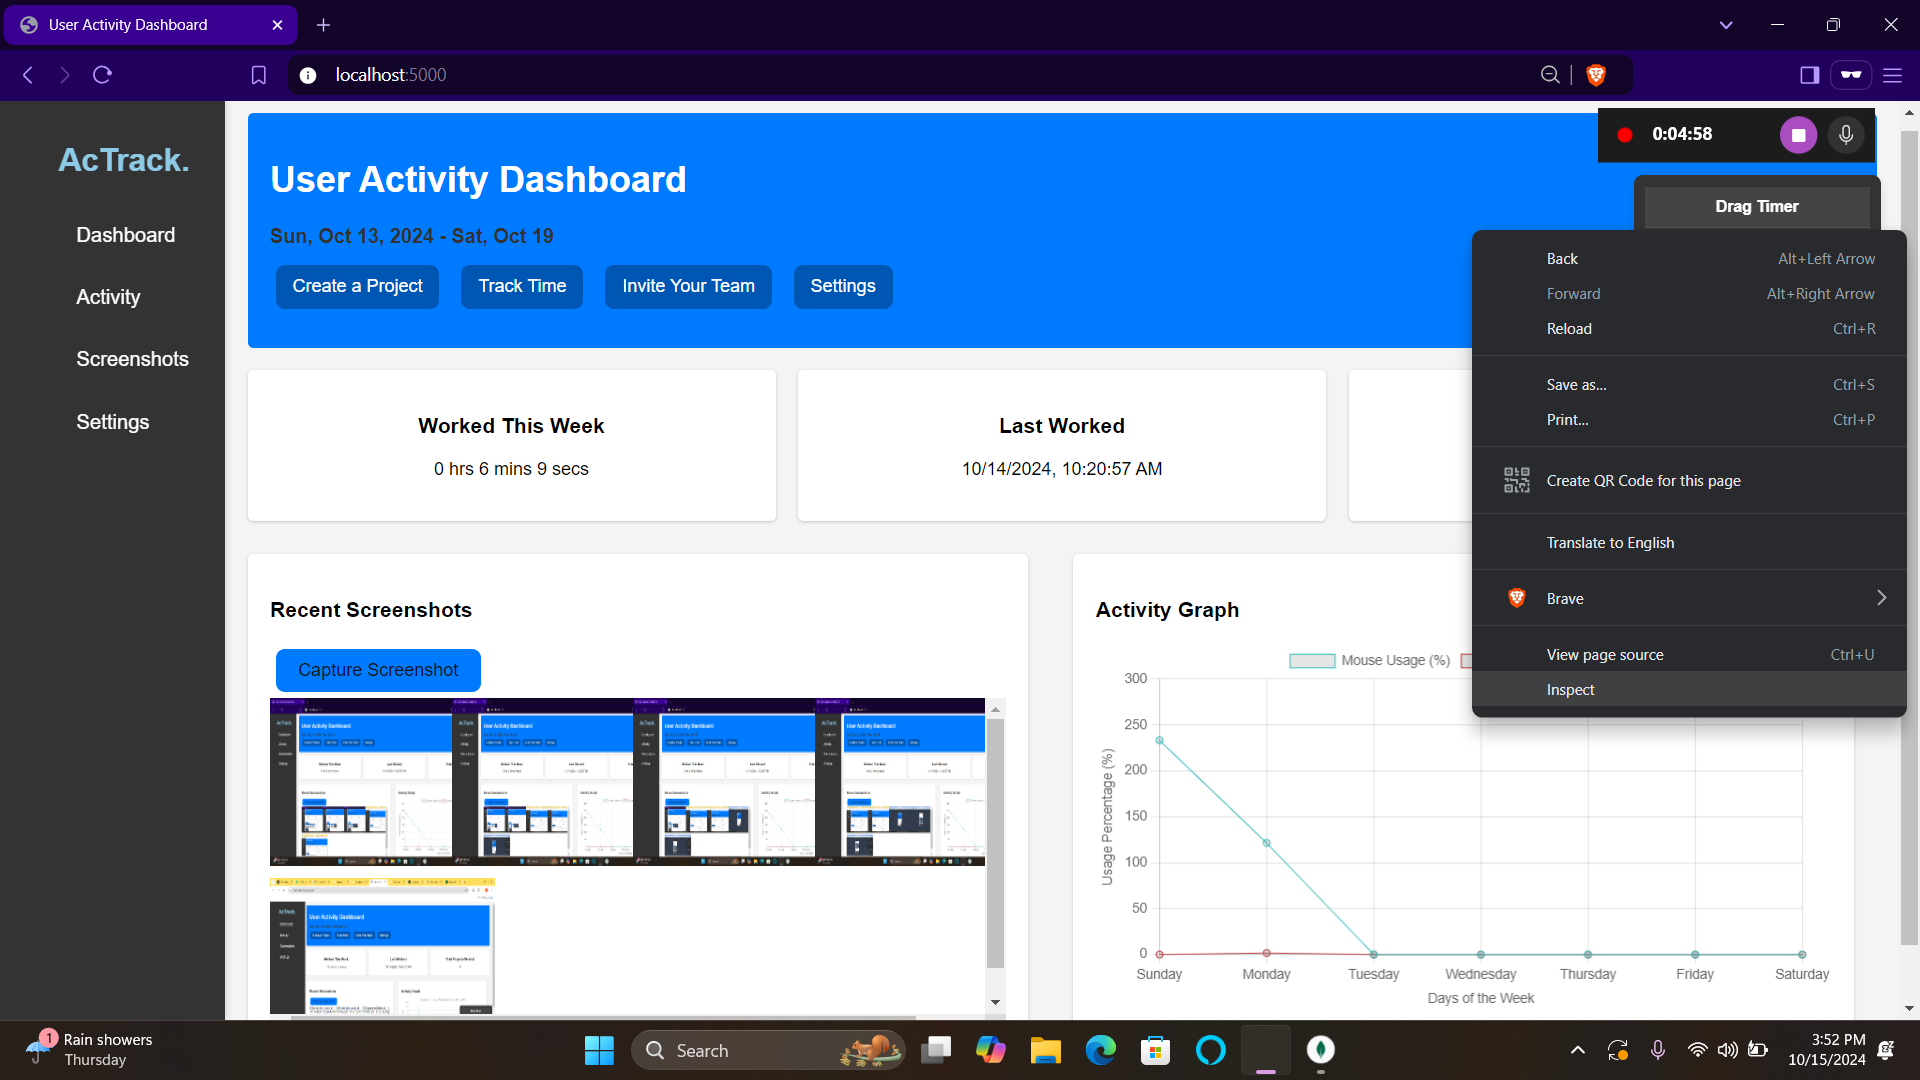 User Activity Dashboard
localhost:5000
0:04:58
AcTrack.
Dashboard
Activity
Screenshots
Settings
User Activity Dashboard
Sun, Oct 13, 2024 - Sat, Oct 19
Create a Project
Track Time
Invite Your Team
Settings
Drag Timer
Back Alt+Left Arrow
Forward Alt+Right Arrow
Reload Ctrl+R
Save as... Ctrl+S
Print... Ctrl+P
Create QR Code for this page
Translate to English
Brave
View page source Ctrl+U
Inspect
Worked This Week
0 hrs 6 mins 9 secs
Last Worked
10/14/2024, 10:20:57 AM
Recent Screenshots
Capture Screenshot
Activity Graph
Mouse Usage (%)
300
250
200
150
100
50
0
Usage Percentage (%)
Sunday Monday Tuesday Wednesday Thursday Friday Saturday
Days of the Week
1
Rain showers
Thursday
Search
3:52 PM
10/15/2024